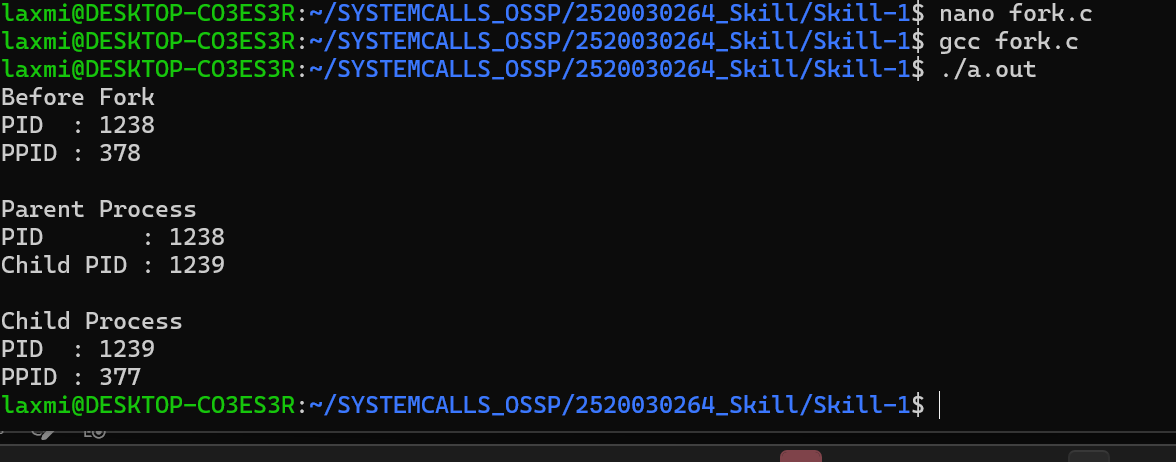 laxmi@DESKTOP-CO3ES3R:~/SYSTEMCALLS_OSSP/2520030264_Skill/Skill-1$ nano fork.c
laxmi@DESKTOP-CO3ES3R:~/SYSTEMCALLS_OSSP/2520030264_Skill/Skill-1$ gcc fork.c
laxmi@DESKTOP-CO3ES3R:~/SYSTEMCALLS_OSSP/2520030264_Skill/Skill-1$ ./a.out
Before Fork
PID  : 1238
PPID : 378

Parent Process
PID       : 1238
Child PID : 1239

Child Process
PID  : 1239
PPID : 377
laxmi@DESKTOP-CO3ES3R:~/SYSTEMCALLS_OSSP/2520030264_Skill/Skill-1$